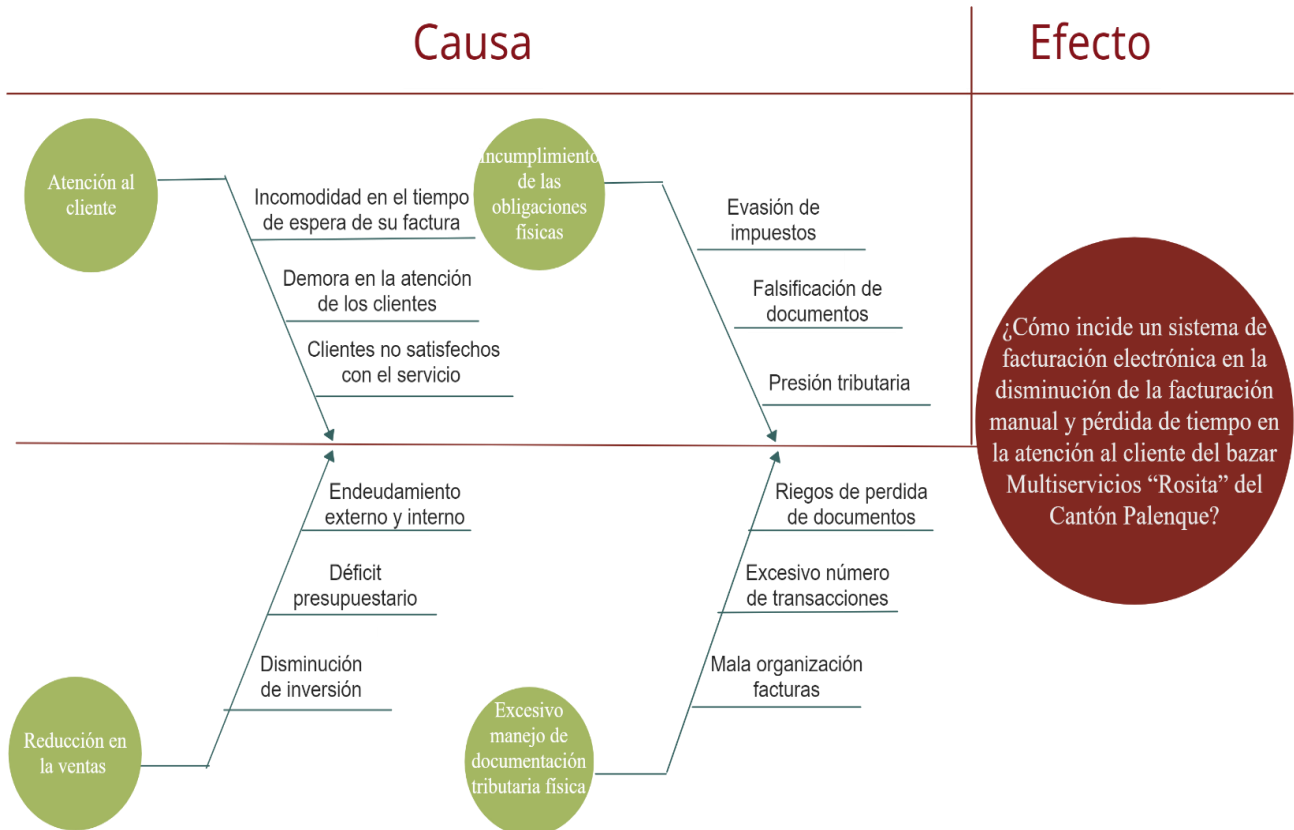 Causa
Efecto
Atención al
cliente
Incomodidad en el tiempo
de espera de su factura
Demora en la atención
de los clientes
Clientes no satisfechos
con el servicio
Incumplimiento
de las
obligaciones
físicas
Evasión de
impuestos
Falsificación de
documentos
Presión tributaria
¿Cómo incide un sistema de
facturación electrónica en la
disminución de la facturación
manual y pérdida de tiempo en
la atención al cliente del bazar
Multiservicios “Rosita” del
Cantón Palenque?
Reducción en
la ventas
Endeudamiento
externo y interno
Déficit
presupuestario
Disminución
de inversión
Excesivo
manejo de
documentación
tributaria física
Riegos de perdida
de documentos
Excesivo número
de transacciones
Mala organización
facturas